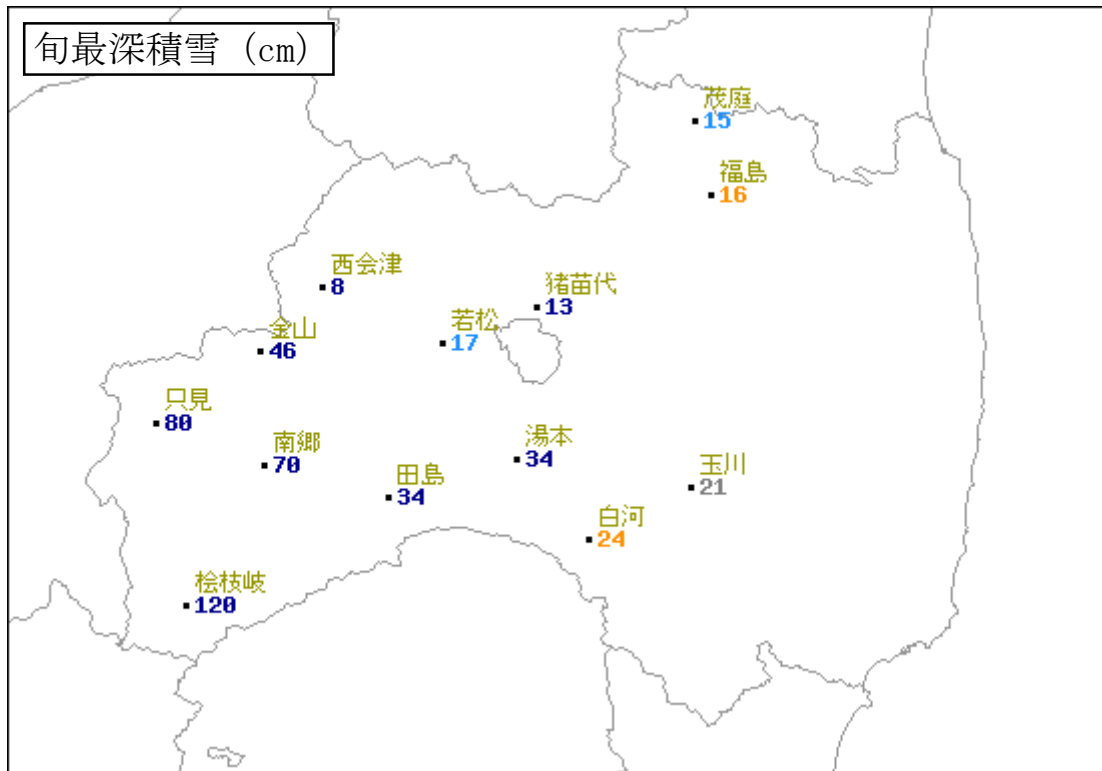 旬最深積雪 (cm)
茂庭
15
福島
16
西会津
8
猪苗代
13
若松
17
金山
46
只見
80
南郷
70
田島
34
湯本
34
玉川
21
白河
24
桧枝岐
120